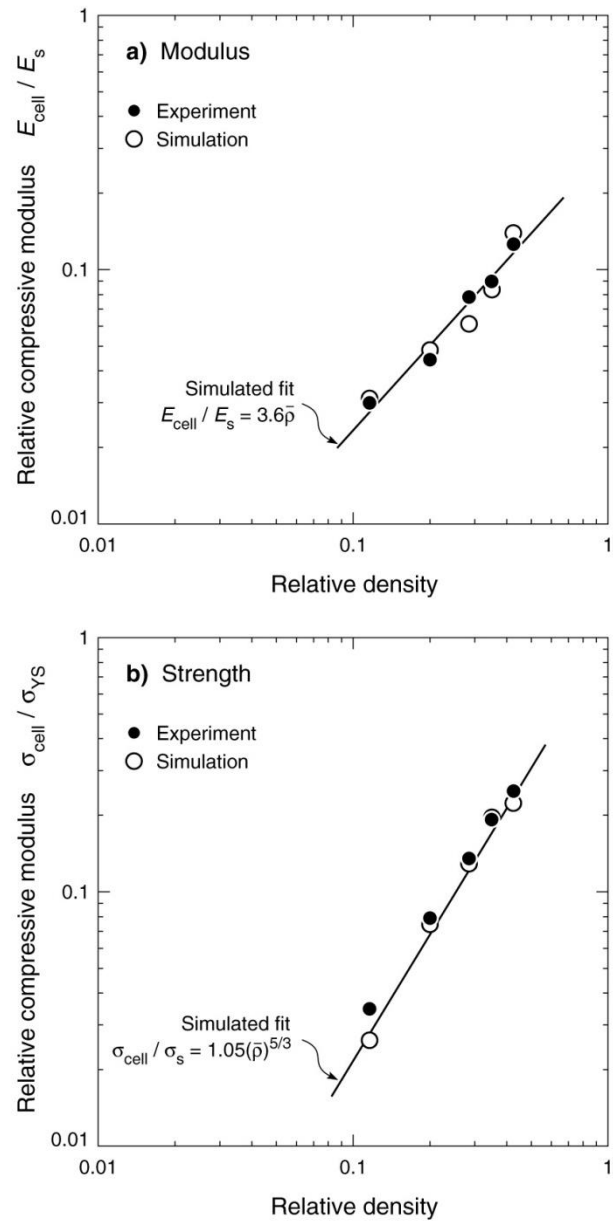 1
a) Modulus
Experiment
Simulation
0.1
Simulated fit
E_cell / E_s = 3.6ρ̄
0.01
0.01
0.1
1
Relative density
Relative compressive modulus E_cell / E_s
1
b) Strength
Experiment
Simulation
0.1
Simulated fit
σ_cell / σ_s = 1.05(ρ̄)^5/3
0.01
0.01
0.1
1
Relative density
Relative compressive modulus σ_cell / σ_YS